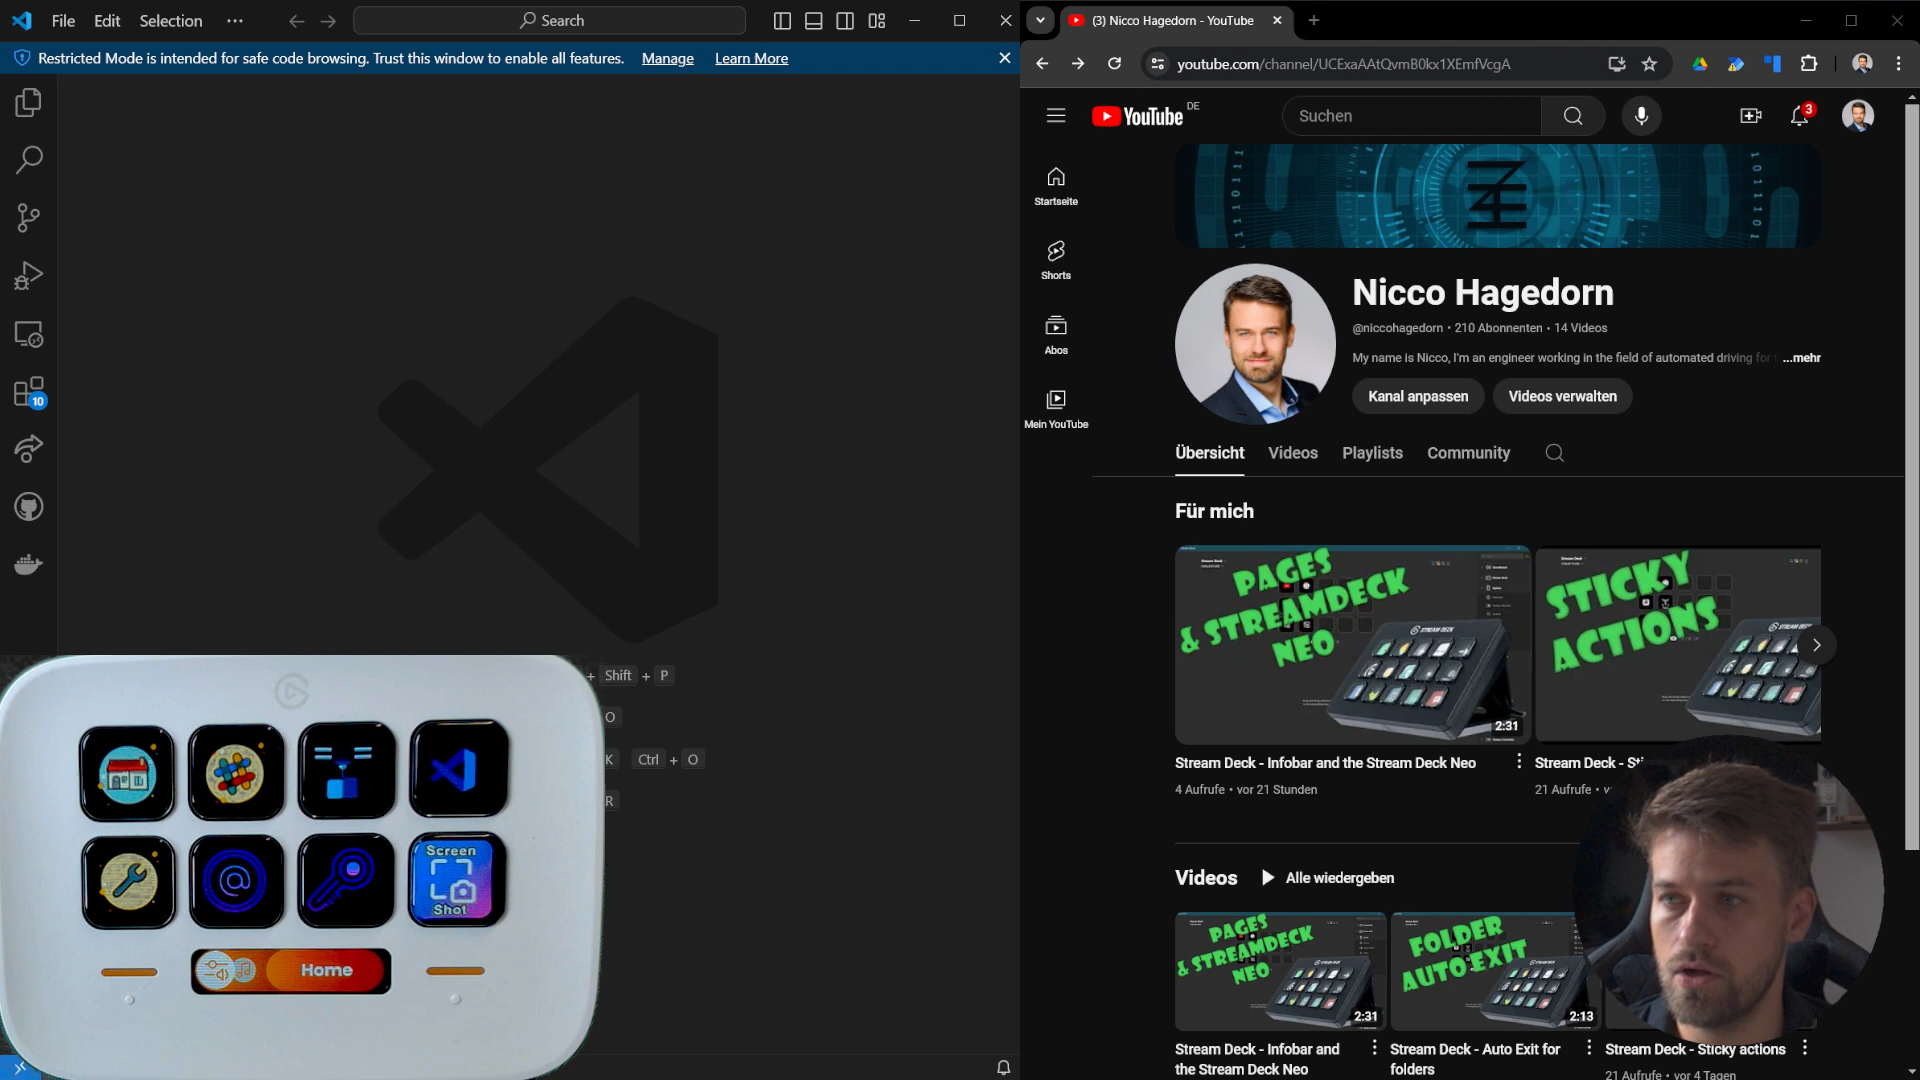 File Edit Selection
Search
Restricted Mode is intended for safe code browsing. Trust this window to enable all features. Manage Learn More
10
+ Shift + P
O
K Ctrl + O
R
Screen
Shot
Home
(3) Nicco Hagedorn - YouTube
youtube.com/channel/UCExaAAtQvmB0kx1XEmfVcgA
YouTube DE
Suchen
3
Startseite
Shorts
Abos
Mein YouTube
Nicco Hagedorn
@niccohagedorn • 210 Abonnenten • 14 Videos
My name is Nicco, I'm an engineer working in the field of automated driving for ...mehr
Kanal anpassen
Videos verwalten
Übersicht Videos Playlists Community
Für mich
PAGES
& STREAMDECK
NEO
STREAM DECK
2:31
STICKY
ACTIONS
Stream Deck - Infobar and the Stream Deck Neo
4 Aufrufe • vor 21 Stunden
Stream Deck -
21 Aufrufe •
Videos
Alle wiedergeben
PAGES
& STREAMDECK
NEO
2:31
FOLDER
AUTO EXIT
2:13
Stream Deck - Infobar and
the Stream Deck Neo
Stream Deck - Auto Exit for
folders
Stream Deck - Sticky actions
21 Aufrufe • vor 4 Tagen